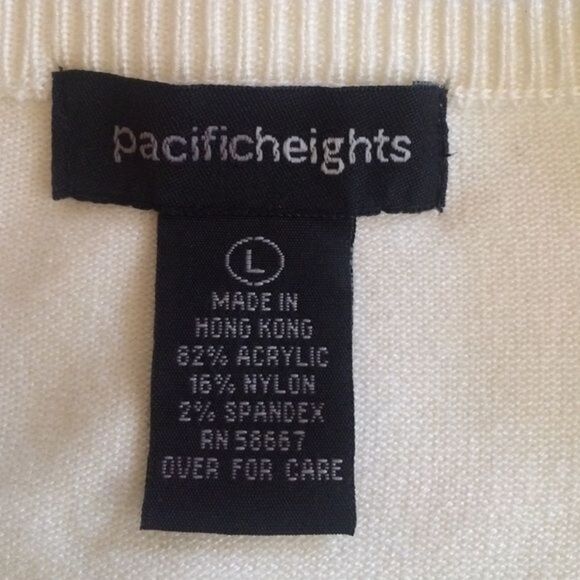 pacificheights
L
MADE IN
HONG KONG
82% ACRYLIC
16% NYLON
2% SPANDEX
RN 58667
OVER FOR CARE